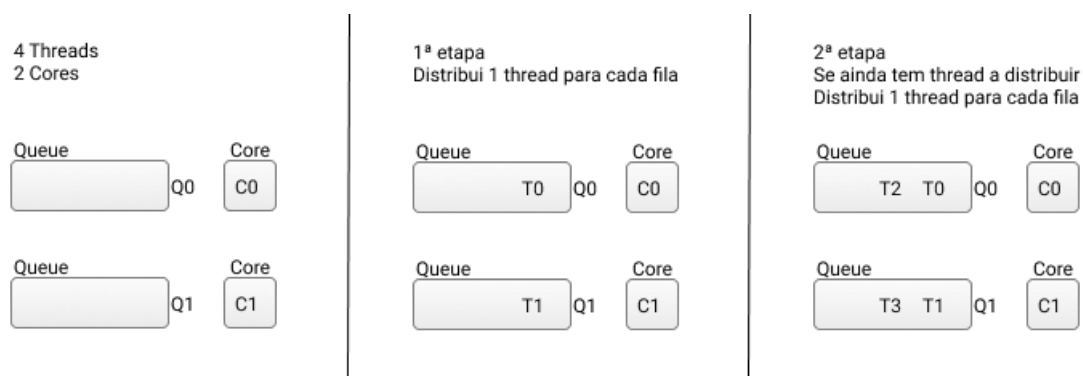 4 Threads
2 Cores
Queue Core
Q0 C0
Queue Core
Q1 C1
1ª etapa
Distribui 1 thread para cada fila
Queue Core
T0 Q0 C0
Queue Core
T1 Q1 C1
2ª etapa
Se ainda tem thread a distribuir
Distribui 1 thread para cada fila
Queue Core
T2 T0 Q0 C0
Queue Core
T3 T1 Q1 C1